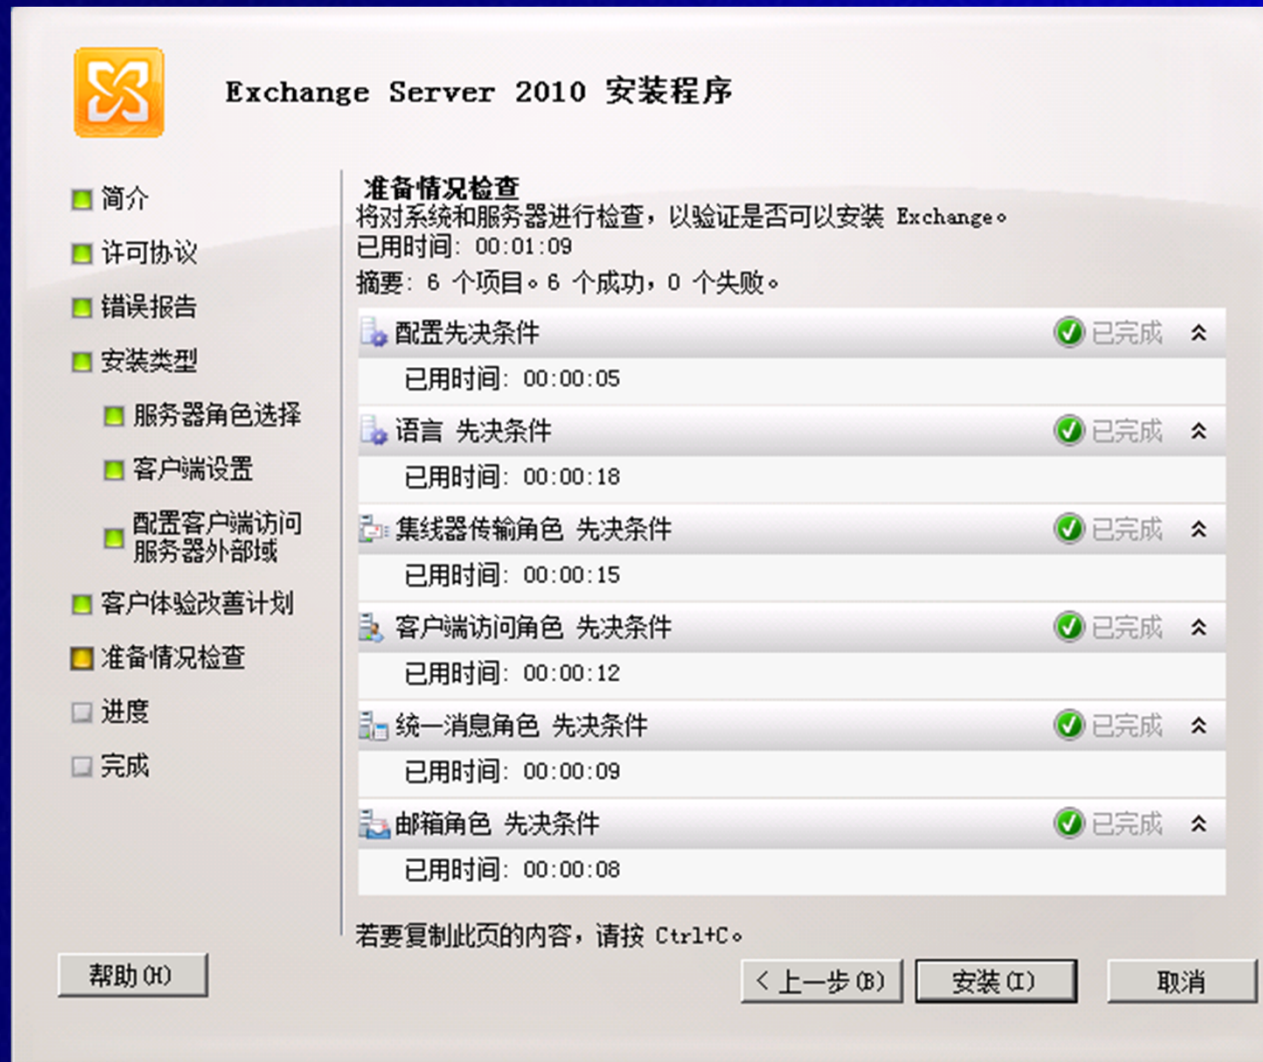 Exchange Server 2010 安装程序
简介
许可协议
错误报告
安装类型
服务器角色选择
客户端设置
配置客户端访问
服务器外部域
客户体验改善计划
准备情况检查
进度
完成
准备情况检查
将对系统和服务器进行检查，以验证是否可以安装 Exchange。
已用时间: 00:01:09
摘要: 6 个项目。6 个成功，0 个失败。
配置先决条件 已完成
已用时间: 00:00:05
语言 先决条件 已完成
已用时间: 00:00:18
集线器传输角色 先决条件 已完成
已用时间: 00:00:15
客户端访问角色 先决条件 已完成
已用时间: 00:00:12
统一消息角色 先决条件 已完成
已用时间: 00:00:09
邮箱角色 先决条件 已完成
已用时间: 00:00:08
若要复制此页的内容，请按 Ctrl+C。
帮助(H) < 上一步(B) 安装(I) 取消